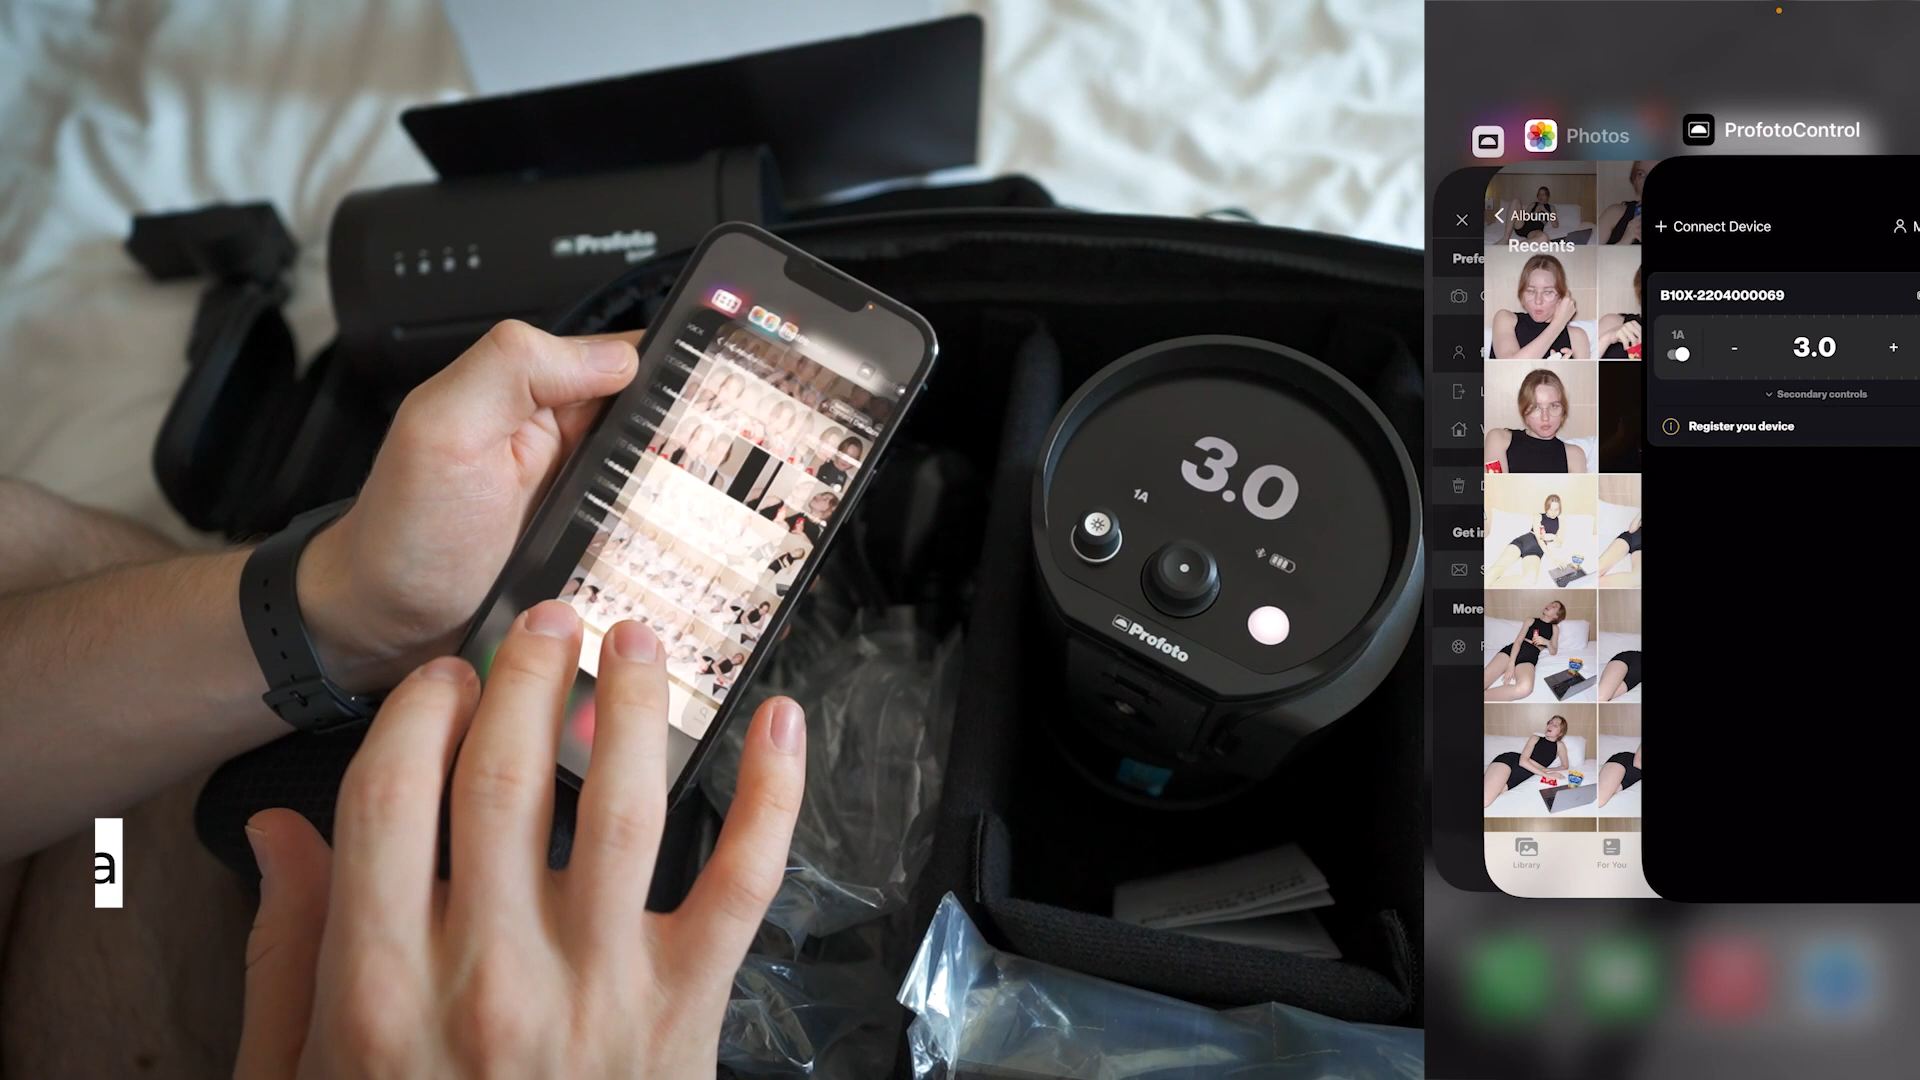 Photos
ProfotoControl
Albums
Recents
Connect Device
B10X-2204000069
1A
- 3.0 +
Secondary controls
Register you device
Get i
More
Library
For You
Profoto
3.0
1A
Profoto
a